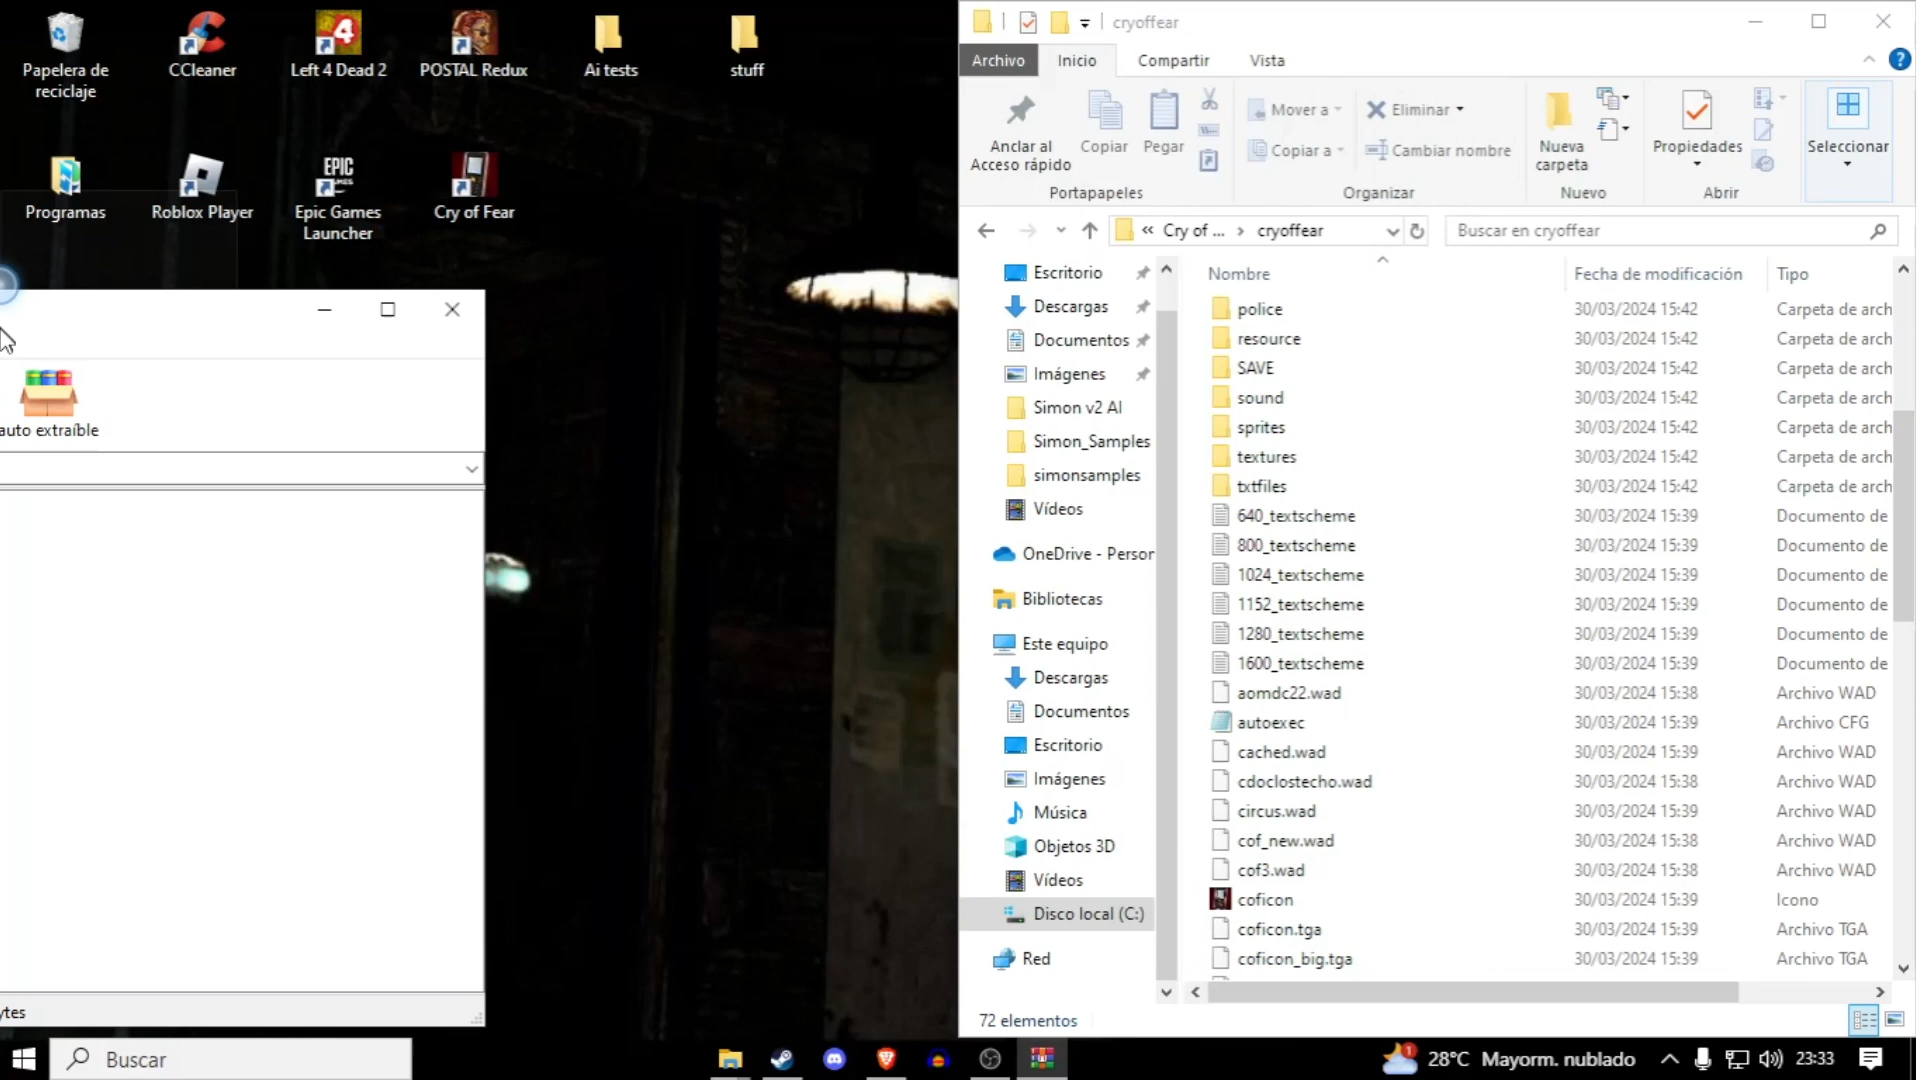 Papelera de
reciclaje
CCleaner
Left 4 Dead 2
POSTAL Redux
Ai tests
stuff
Programas
Roblox Player
EPIC
GAMES
Epic Games
Launcher
Cry of Fear
auto extraíble
ytes
cryoffear
Archivo
Inicio
Compartir
Vista
Anclar al
Acceso rápido
Copiar
Pegar
Mover a
Copiar a
Eliminar
Cambiar nombre
Nueva
carpeta
Propiedades
Seleccionar
Portapapeles
Organizar
Nuevo
Abrir
« Cry of ... › cryoffear
Buscar en cryoffear
Escritorio
Descargas
Documentos
Imágenes
Simon v2 AI
Simon_Samples
simonsamples
Vídeos
OneDrive - Person
Bibliotecas
Este equipo
Descargas
Documentos
Escritorio
Imágenes
Música
Objetos 3D
Vídeos
Disco local (C:)
Red
Nombre Fecha de modificación Tipo
police 30/03/2024 15:42 Carpeta de arch
resource 30/03/2024 15:42 Carpeta de arch
SAVE 30/03/2024 15:42 Carpeta de arch
sound 30/03/2024 15:42 Carpeta de arch
sprites 30/03/2024 15:42 Carpeta de arch
textures 30/03/2024 15:42 Carpeta de arch
txtfiles 30/03/2024 15:42 Carpeta de arch
640_textscheme 30/03/2024 15:39 Documento de
800_textscheme 30/03/2024 15:39 Documento de
1024_textscheme 30/03/2024 15:39 Documento de
1152_textscheme 30/03/2024 15:39 Documento de
1280_textscheme 30/03/2024 15:39 Documento de
1600_textscheme 30/03/2024 15:39 Documento de
aomdc22.wad 30/03/2024 15:38 Archivo WAD
autoexec 30/03/2024 15:39 Archivo CFG
cached.wad 30/03/2024 15:39 Archivo WAD
cdoclostecho.wad 30/03/2024 15:38 Archivo WAD
circus.wad 30/03/2024 15:39 Archivo WAD
cof_new.wad 30/03/2024 15:38 Archivo WAD
cof3.wad 30/03/2024 15:38 Archivo WAD
coficon 30/03/2024 15:39 Icono
coficon.tga 30/03/2024 15:39 Archivo TGA
coficon_big.tga 30/03/2024 15:39 Archivo TGA
72 elementos
Buscar
1
28°C Mayorm. nublado
23:33